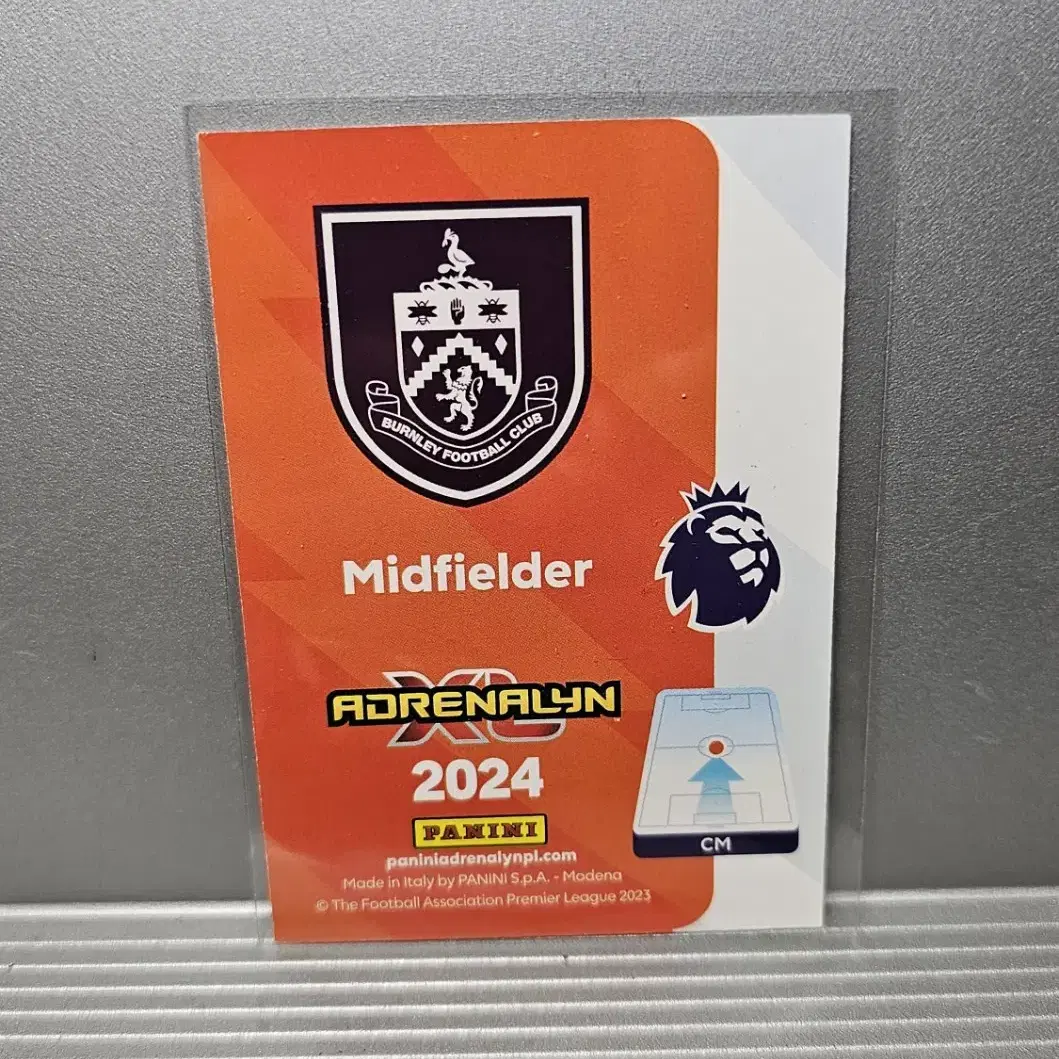 BURNLEY FOOTBALL CLUB
Midfielder
ADRENALYN
XL
2024
PANINI
paniniadrenalynpl.com
Made in Italy by PANINI S.p.A. - Modena
© The Football Association Premier League 2023
CM